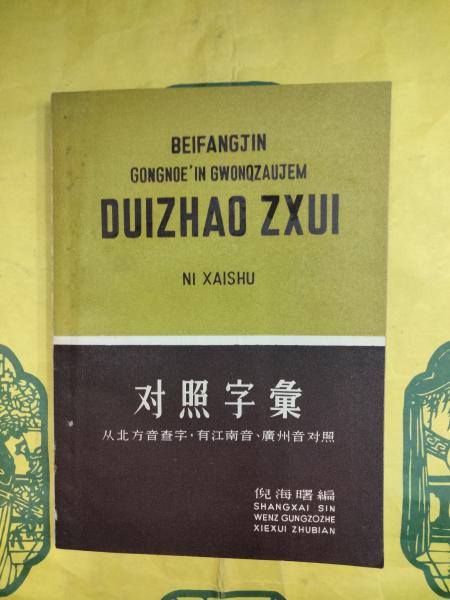 BEIFANGJIN
GONGNOE'IN GWONQZAUJEM
DUIZHAO ZXUI
NI XAISHU
对照字彙
从北方音查字·有江南音、廣州音对照
倪海曙編
SHANGXAI SIN
WENZ GUNGZOZHE
XIEXUI ZHUBIAN